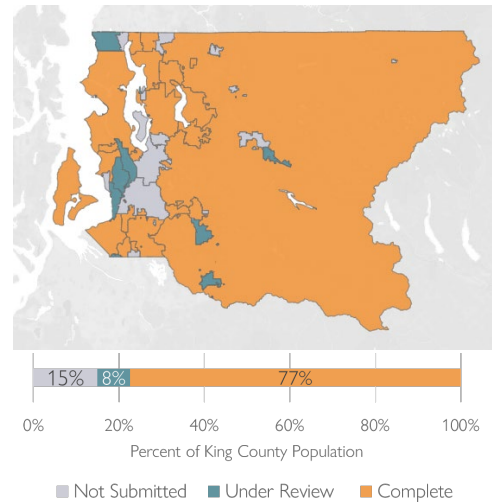 15% 8% 77%
0% 20% 40% 60% 80% 100%
Percent of King County Population
Not Submitted Under Review Complete